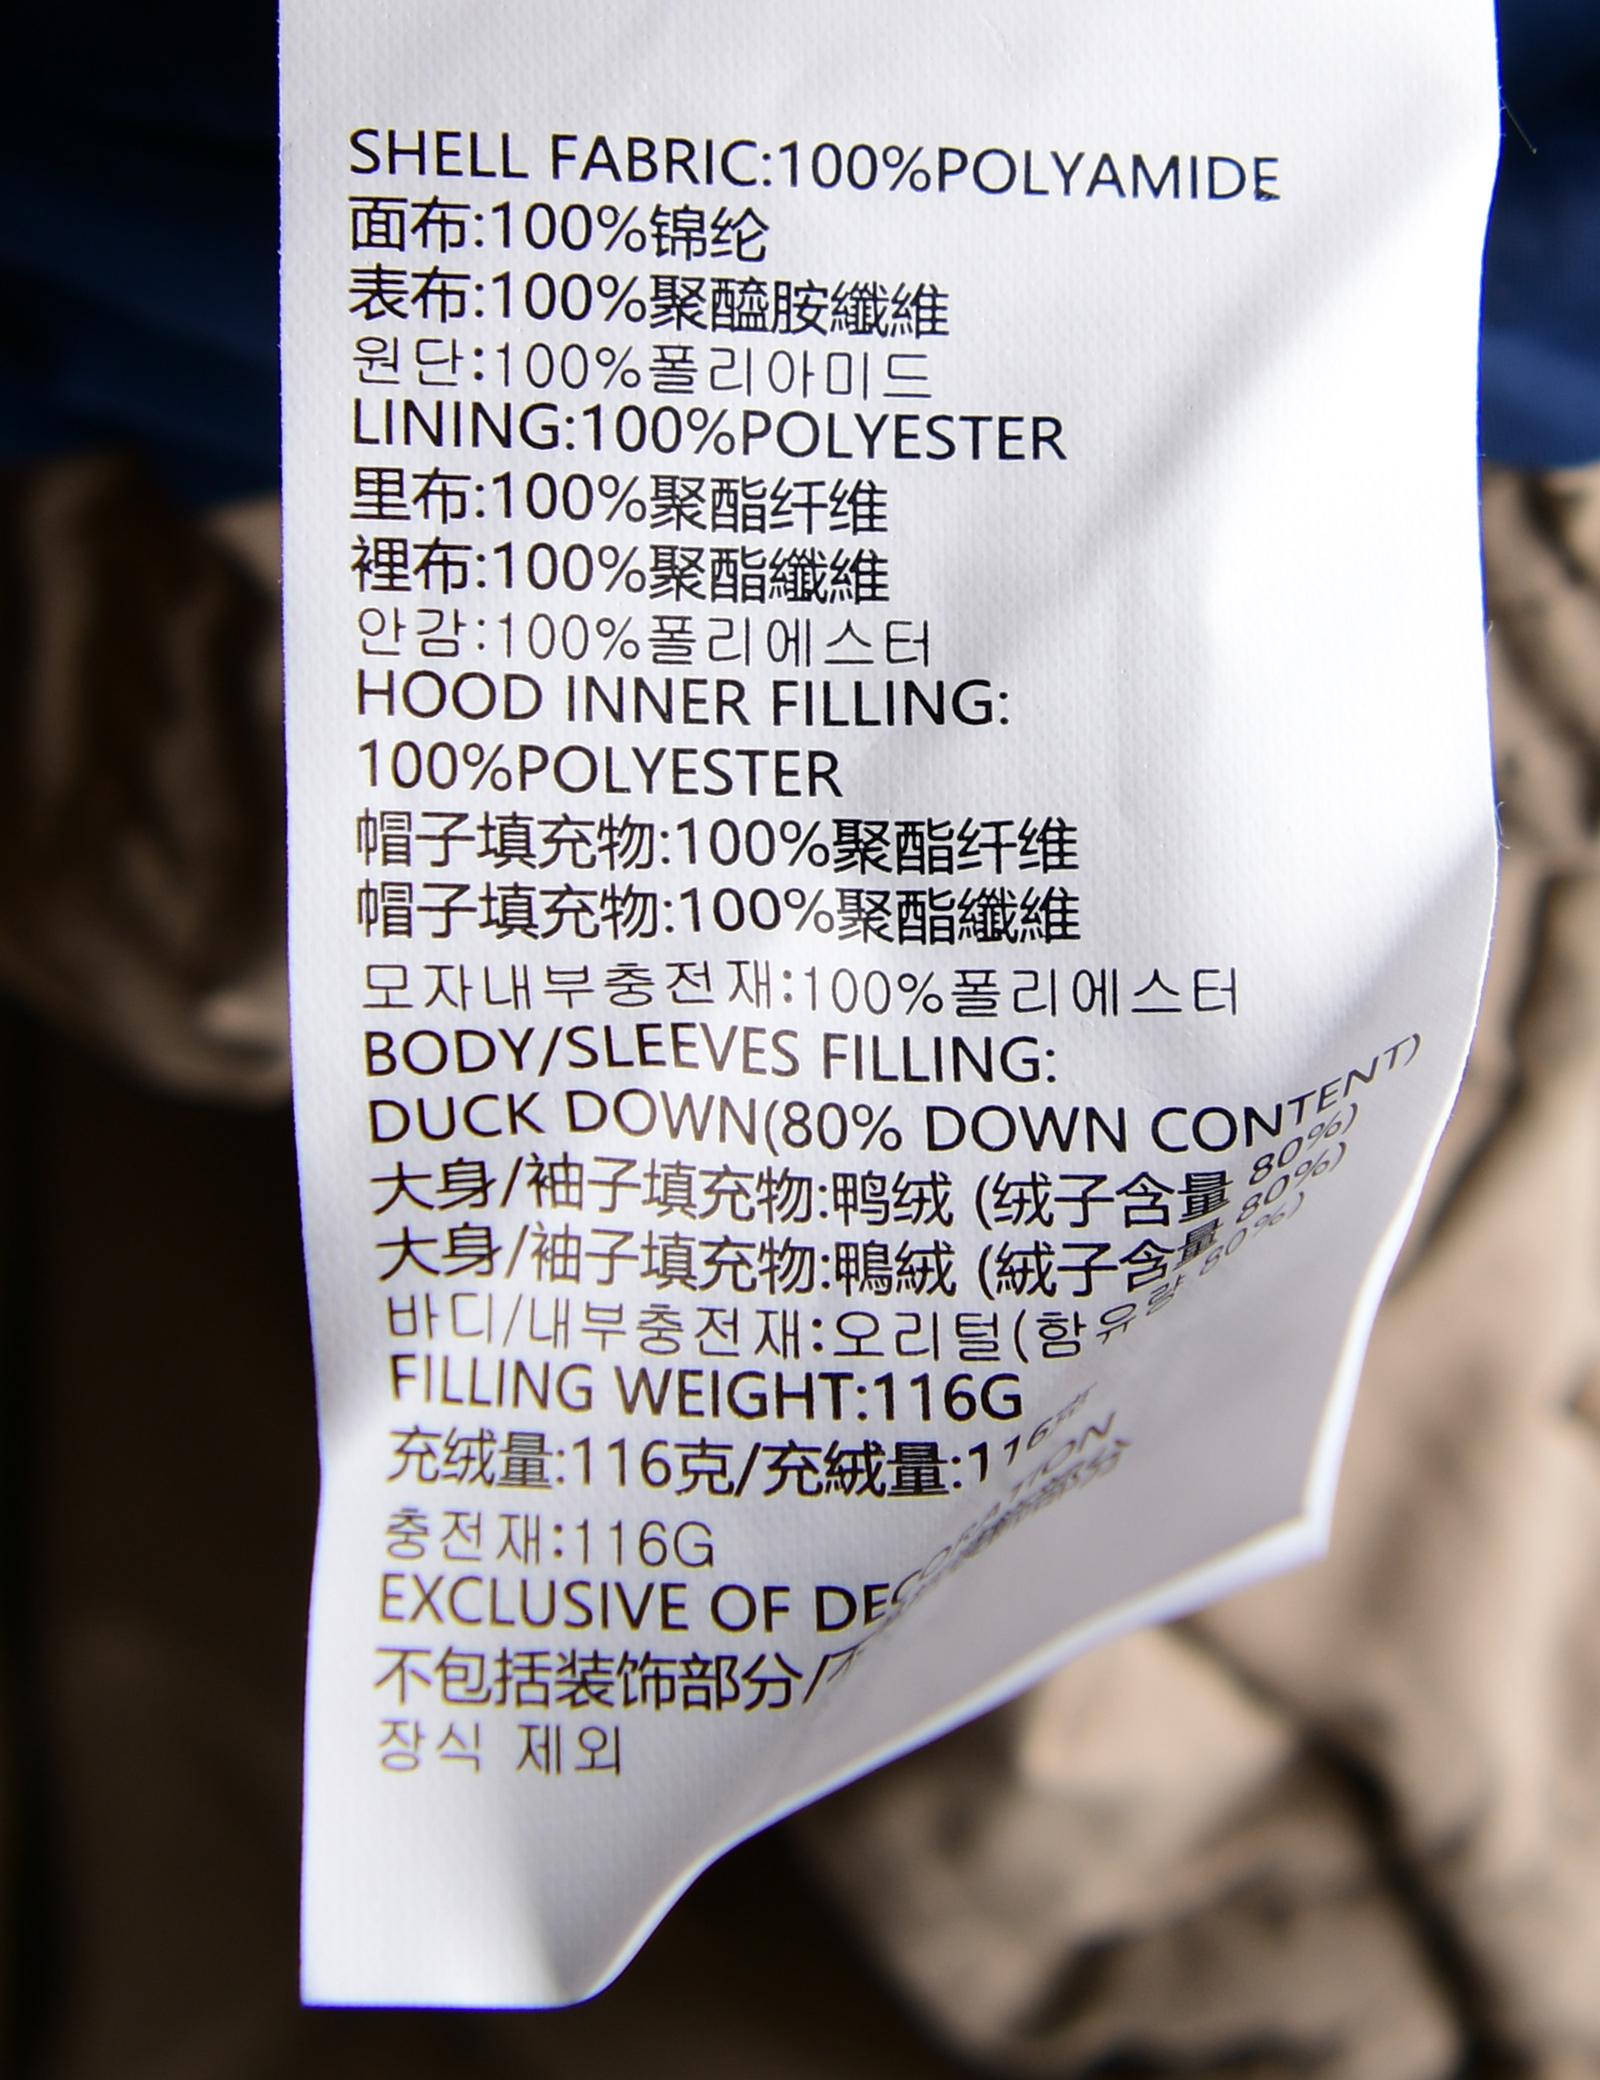 SHELL FABRIC:100%POLYAMIDE
面布:100%锦纶
表布:100%聚醯胺纖維
원단:100%폴리아미드
LINING:100%POLYESTER
里布:100%聚酯纤维
裡布:100%聚酯纖維
안감:100%폴리에스터
HOOD INNER FILLING:
100%POLYESTER
帽子填充物:100%聚酯纤维
帽子填充物:100%聚酯纖維
모자내부충전재:100%폴리에스터
BODY/SLEEVES FILLING:
DUCK DOWN(80% DOWN CONTENT)
大身/袖子填充物:鸭绒 (绒子含量 80%)
大身/袖子填充物:鴨絨 (絨子含量 80%)
바디/내부충전재:오리털(함유량 80%)
FILLING WEIGHT:116G
充绒量:116克/充絨量:116克
충전재:116G
EXCLUSIVE OF DECORATION
不包括装饰部分/不
장식 제외